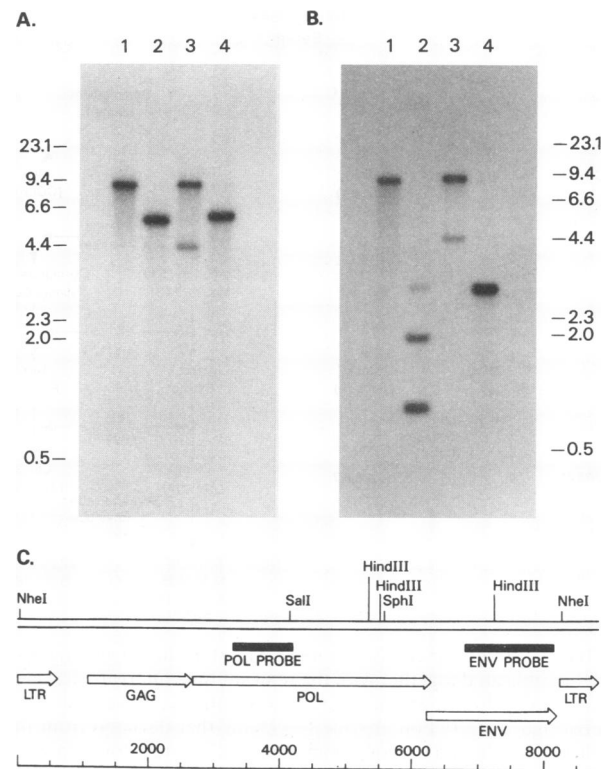 A.
1 2 3 4
23.1–
9.4–
6.6–
4.4–
2.3–
2.0–
0.5–
B.
1 2 3 4
–23.1
–9.4
–6.6
–4.4
–2.3
–2.0
–0.5
C.
HindIII
HindIII
NheI SalI SphI HindIII NheI
POL PROBE ENV PROBE
LTR GAG POL LTR
ENV
2000 4000 6000 8000